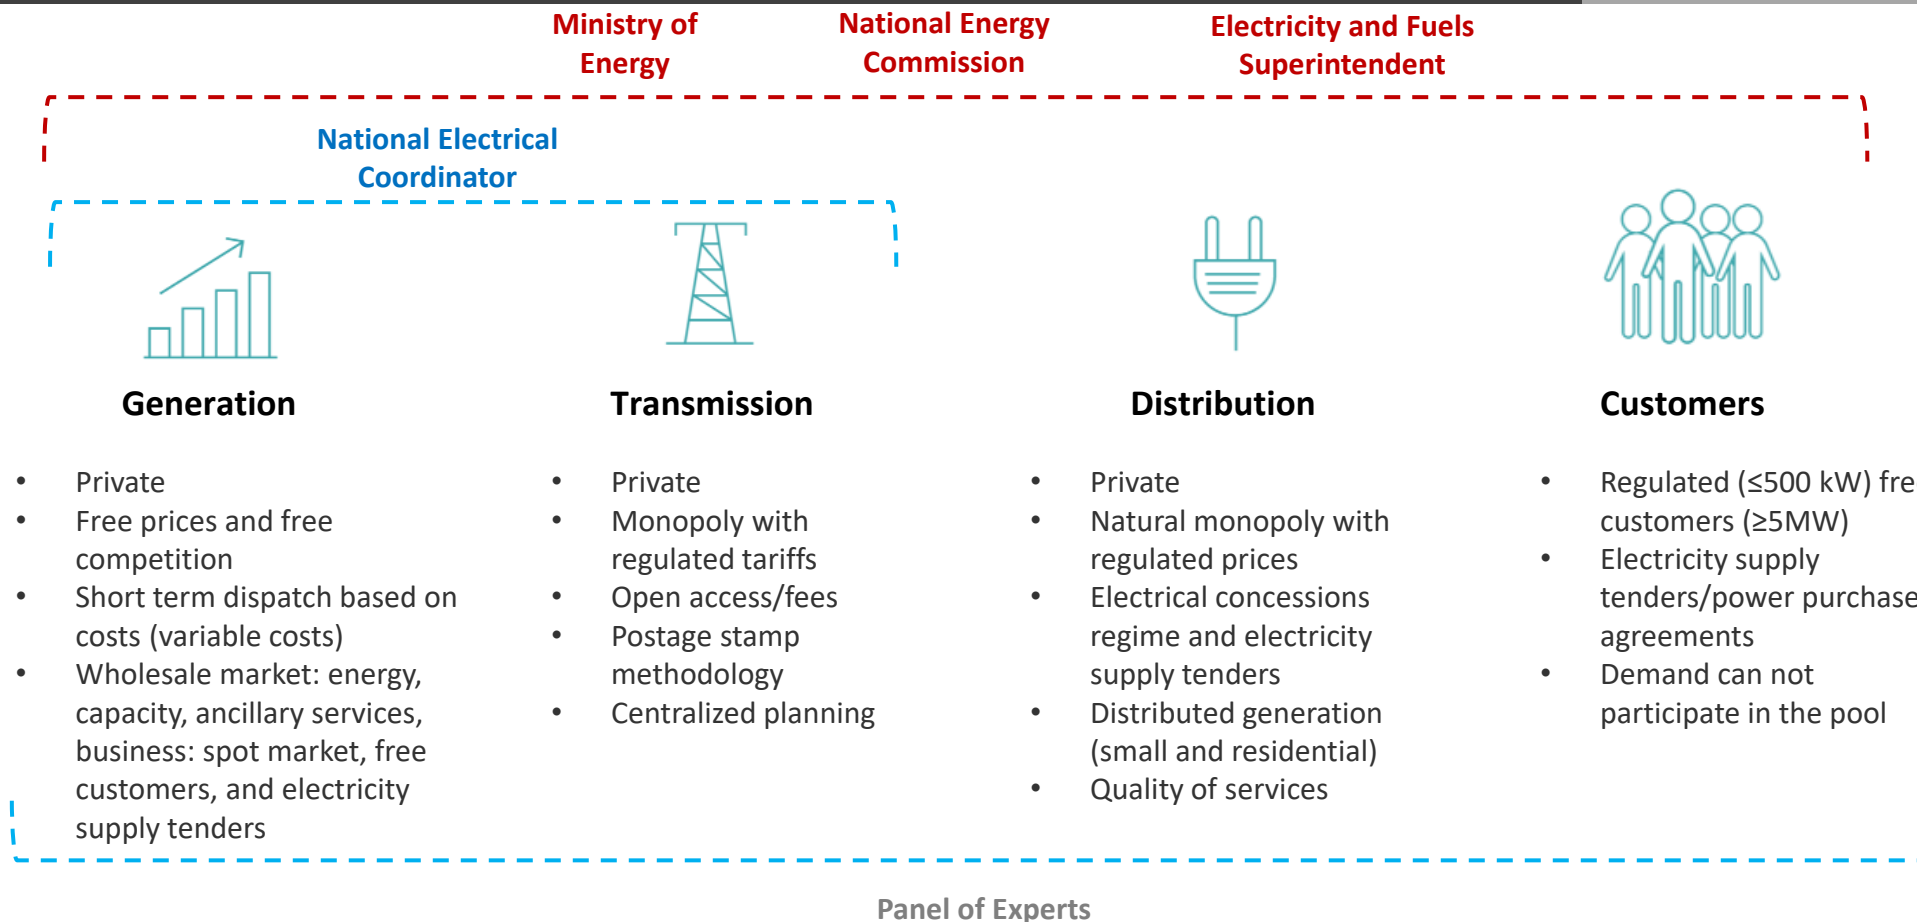 Ministry of
Energy
National Energy
Commission
Electricity and Fuels
Superintendent
National Electrical
Coordinator
Generation
• Private
• Free prices and free
competition
• Short term dispatch based on
costs (variable costs)
• Wholesale market: energy,
capacity, ancillary services,
business: spot market, free
customers, and electricity
supply tenders
Transmission
• Private
• Monopoly with
regulated tariffs
• Open access/fees
• Postage stamp
methodology
• Centralized planning
Distribution
• Private
• Natural monopoly with
regulated prices
• Electrical concessions
regime and electricity
supply tenders
• Distributed generation
(small and residential)
• Quality of services
Customers
• Regulated (≤500 kW) fre
customers (≥5MW)
• Electricity supply
tenders/power purchase
agreements
• Demand can not
participate in the pool
Panel of Experts